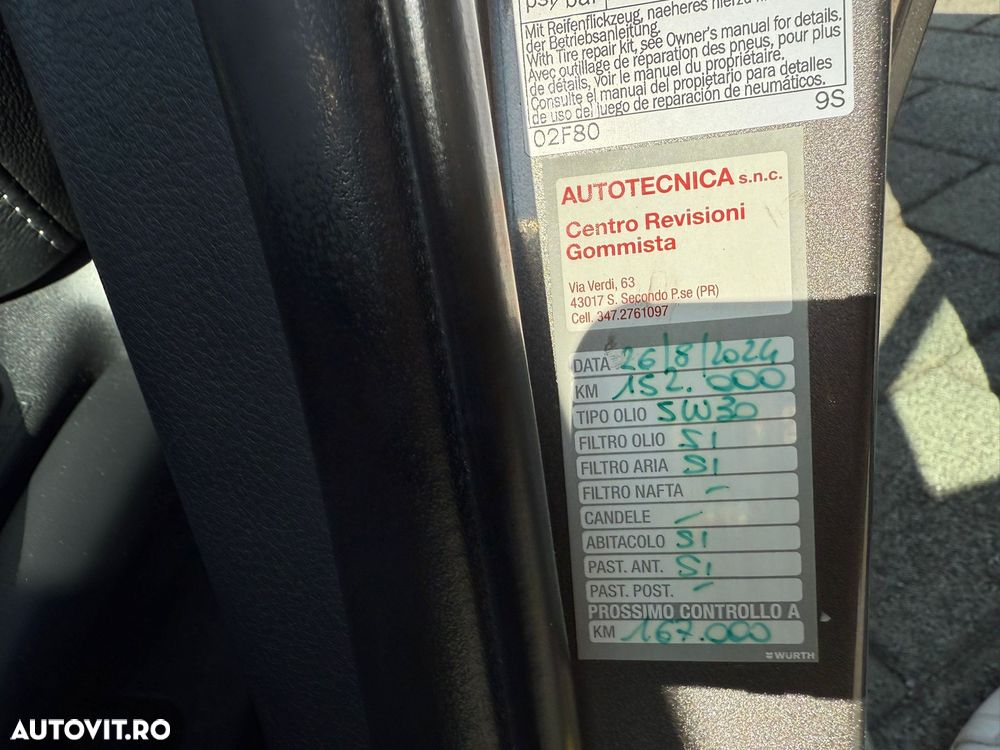 psi/bar
Mit Reifenflickzeug, naeheres hierzu in
der Betriebsanleitung.
With Tire repair kit, see Owner's manual for details.
Avec outillage de réparation des pneus, pour plus
de détails, voir le manuel du propriétaire.
Consulte el manual del propietario para detalles
de uso del juego de reparación de neumáticos.
9S
02F80
AUTOTECNICA s.n.c.
Centro Revisioni
Gommista
Via Verdi, 63
43017 S. Secondo P.se (PR)
Cell. 347.2761097
DATA 26/8/2024
KM 152.000
TIPO OLIO 5W30
FILTRO OLIO SI
FILTRO ARIA SI
FILTRO NAFTA -
CANDELE -
ABITACOLO SI
PAST. ANT. SI
PAST. POST. -
PROSSIMO CONTROLLO A
KM 167.000
WÜRTH
AUTOVIT.RO